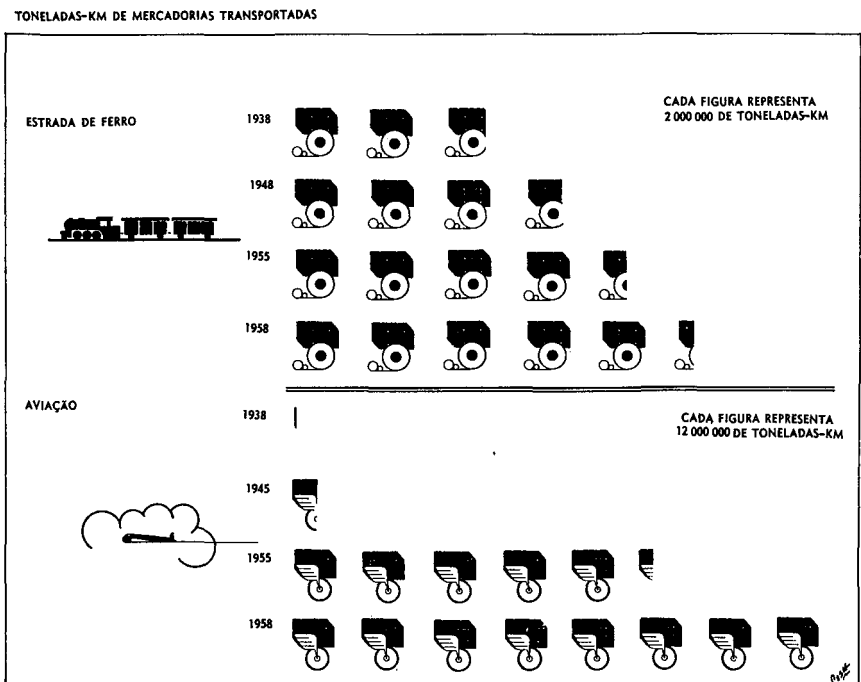 TONELADAS-KM DE MERCADORIAS TRANSPORTADAS
ESTRADA DE FERRO
CADA FIGURA REPRESENTA
2 000 000 DE TONELADAS-KM
1938
1948
1955
1958
AVIAÇÃO
CADA FIGURA REPRESENTA
12 000 000 DE TONELADAS-KM
1938
1945
1955
1958